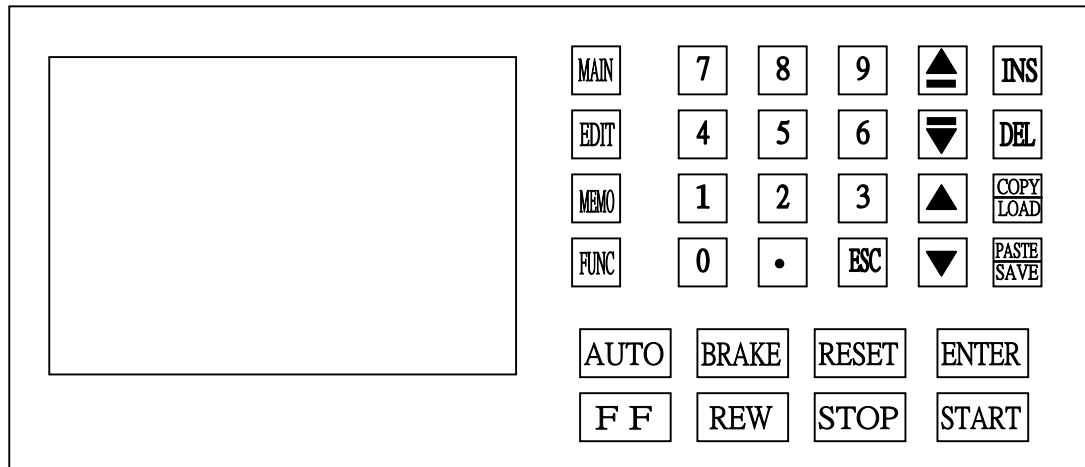 MAIN 7 8 9 INS
EDIT 4 5 6 DEL
MEMO 1 2 3 COPY
LOAD
FUNC 0 . ESC PASTE
SAVE
AUTO BRAKE RESET ENTER
F F REW STOP START